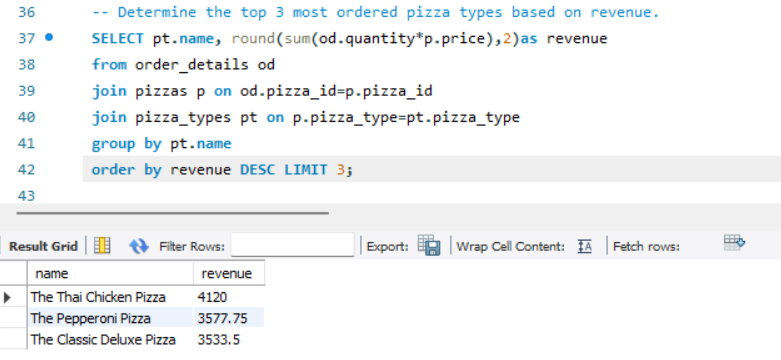 36 -- Determine the top 3 most ordered pizza types based on revenue.
37 SELECT pt.name, round(sum(od.quantity*p.price),2)as revenue
38 from order_details od
39 join pizzas p on od.pizza_id=p.pizza_id
40 join pizza_types pt on p.pizza_type=pt.pizza_type
41 group by pt.name
42 order by revenue DESC LIMIT 3;
43
Result Grid Filter Rows: Export: Wrap Cell Content: Fetch rows:
name revenue
The Thai Chicken Pizza 4120
The Pepperoni Pizza 3577.75
The Classic Deluxe Pizza 3533.5